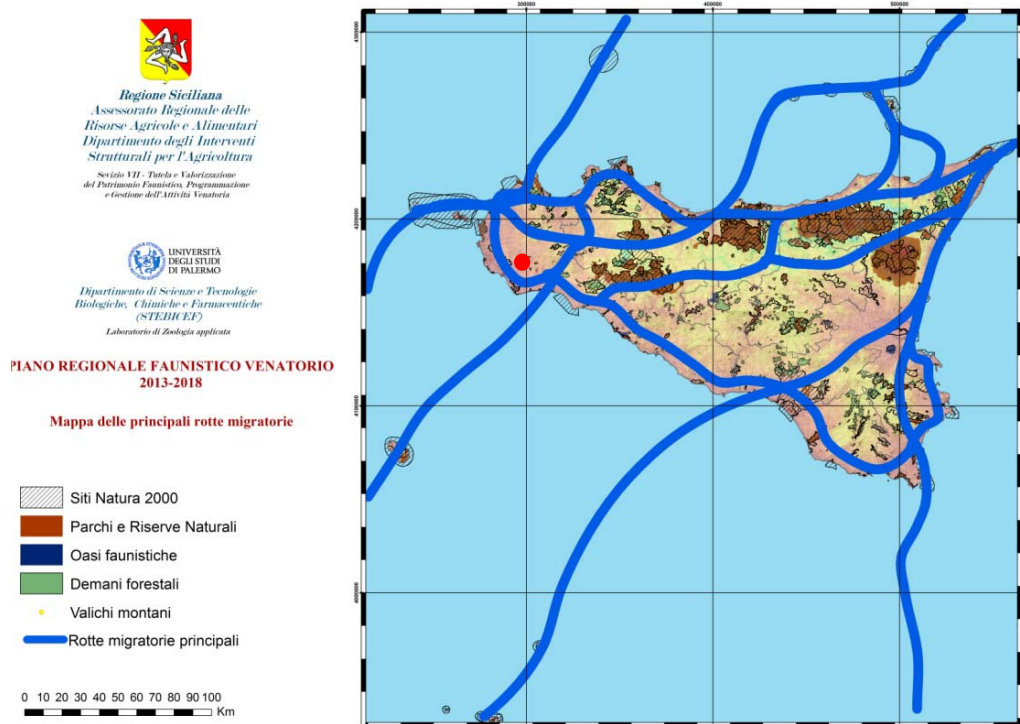 Regione Siciliana
Assessorato Regionale delle
Risorse Agricole e Alimentari
Dipartimento degli Interventi
Strutturali per l'Agricoltura
Sevizio VII - Tutela e Valorizzazione
del Patrimonio Faunistico, Programmazione
e Gestione dell'Attività Venatoria
UNIVERSITÀ
DEGLI STUDI
DI PALERMO
Dipartimento di Scienze e Tecnologie
Biologiche, Chimiche e Farmaceutiche
(STEBICEF)
Laboratorio di Zoologia applicata
PIANO REGIONALE FAUNISTICO VENATORIO
2013-2018
Mappa delle principali rotte migratorie
Siti Natura 2000
Parchi e Riserve Naturali
Oasi faunistiche
Demani forestali
Valichi montani
Rotte migratorie principali
0 10 20 30 40 50 60 70 80 90 100
Km
300000 400000 500000
4300000
4200000
4100000